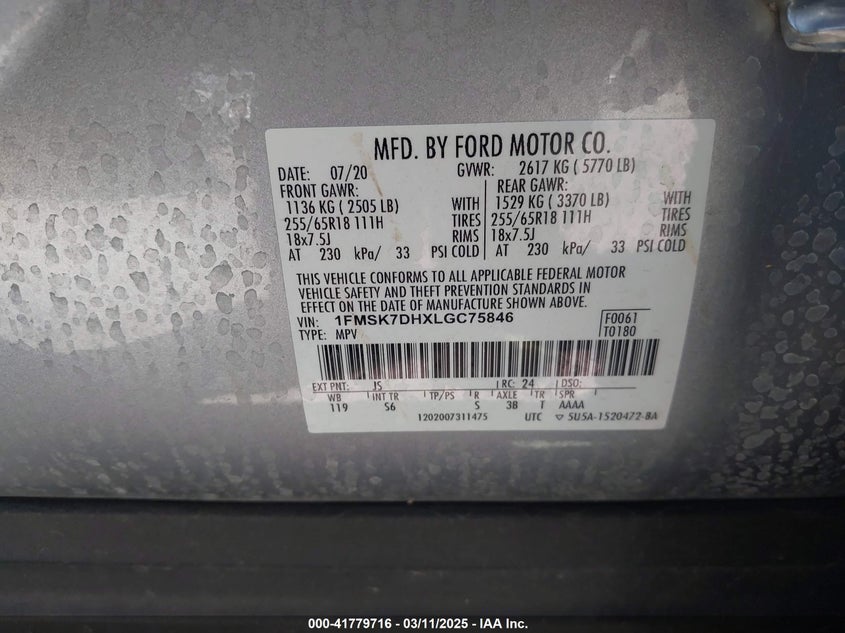 MFD. BY FORD MOTOR CO.
DATE: 07/20 GVWR: 2617 KG ( 5770 LB)
FRONT GAWR: REAR GAWR:
1136 KG ( 2505 LB) WITH 1529 KG ( 3370 LB) WITH
255/65R18 111H TIRES 255/65R18 111H TIRES
18x7.5J RIMS 18x7.5J RIMS
AT 230 kPa/ 33 PSI COLD AT 230 kPa/ 33 PSI COLD
THIS VEHICLE CONFORMS TO ALL APPLICABLE FEDERAL MOTOR
VEHICLE SAFETY AND THEFT PREVENTION STANDARDS IN
EFFECT ON THE DATE OF MANUFACTURE SHOWN ABOVE.
VIN: 1FMSK7DHXLGC75846 F0061
TYPE: MPV T0180
EXT PNT: JS RC: 24 DSO:
WB INT TR TP/PS R AXLE TR SPR
119 S6 S 3B T AAAA
1202007311475 UTC ▽ 5U5A-1520472-BA
000-41779716 - 03/11/2025 - IAA Inc.